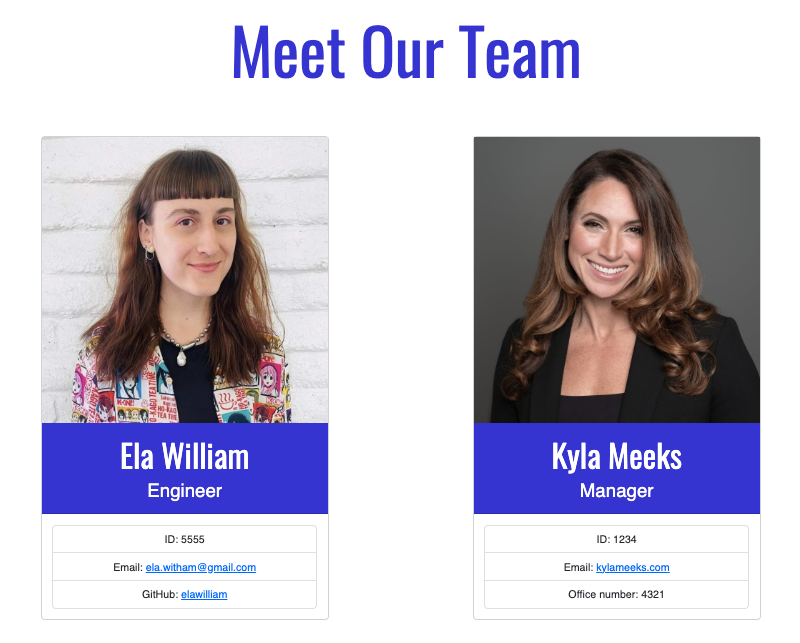 Meet Our Team
Ela William
Engineer
ID: 5555
Email: ela.witham@gmail.com
GitHub: elawilliam
Kyla Meeks
Manager
ID: 1234
Email: kylameeks.com
Office number: 4321